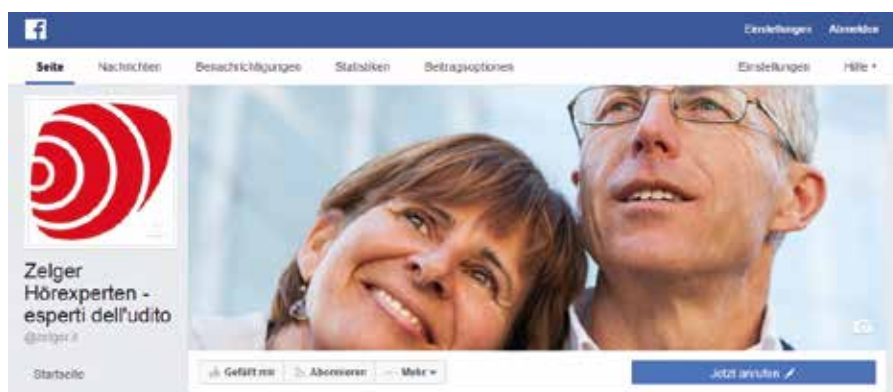 f
Einstellungen Abmelden
Seite Nachrichten Benachrichtigungen Statistiken Beitragsoptionen Einstellungen Hilfe
Zelger
Hörexperten -
esperti dell'udito
@zelger.it
Startseite
Gefällt mir Abonnieren Mehr
Jetzt anrufen